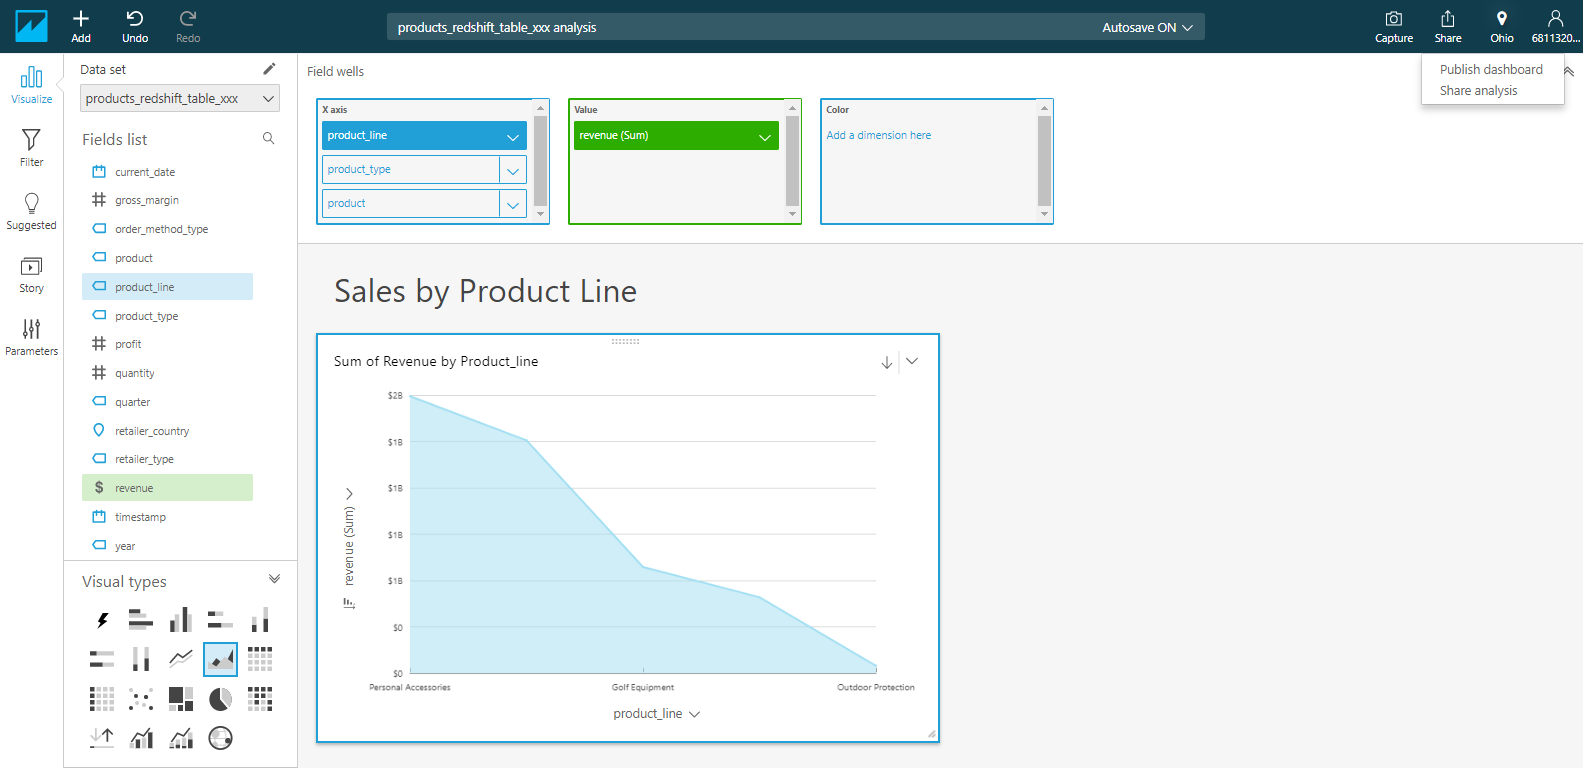 Add
Undo
Redo
products_redshift_table_xxx analysis
Autosave ON
Capture
Share
Ohio
6811320...
Publish dashboard
Share analysis
Visualize
Filter
Suggested
Story
Parameters
Data set
products_redshift_table_xxx
Fields list
current_date
gross_margin
order_method_type
product
product_line
product_type
profit
quantity
quarter
retailer_country
retailer_type
$ revenue
timestamp
year
Visual types
Field wells
X axis
product_line
product_type
product
Value
revenue (Sum)
Color
Add a dimension here
Sales by Product Line
Sum of Revenue by Product_line
$2B
$1B
$1B
$1B
$1B
$0
$0
revenue (Sum)
Personal Accessories
Golf Equipment
Outdoor Protection
product_line